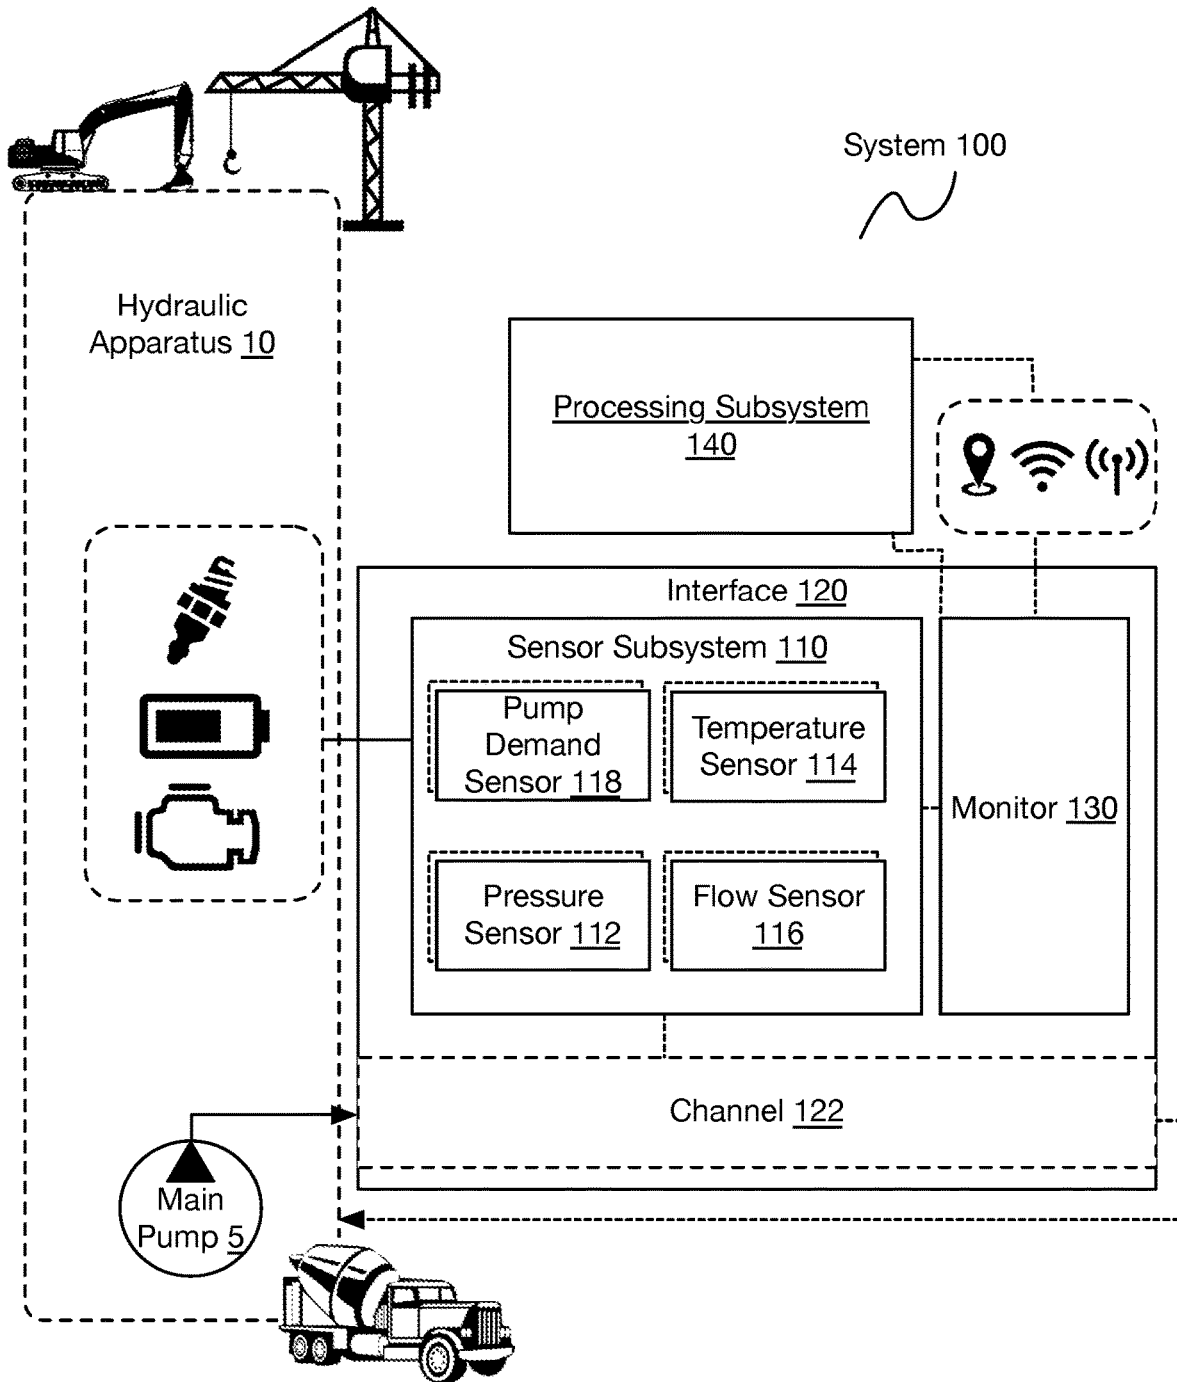 System 100
Hydraulic
Apparatus 10
Processing Subsystem
140
Interface 120
Sensor Subsystem 110
Pump
Demand
Sensor 118
Temperature
Sensor 114
Monitor 130
Pressure
Sensor 112
Flow Sensor
116
Channel 122
Main
Pump 5